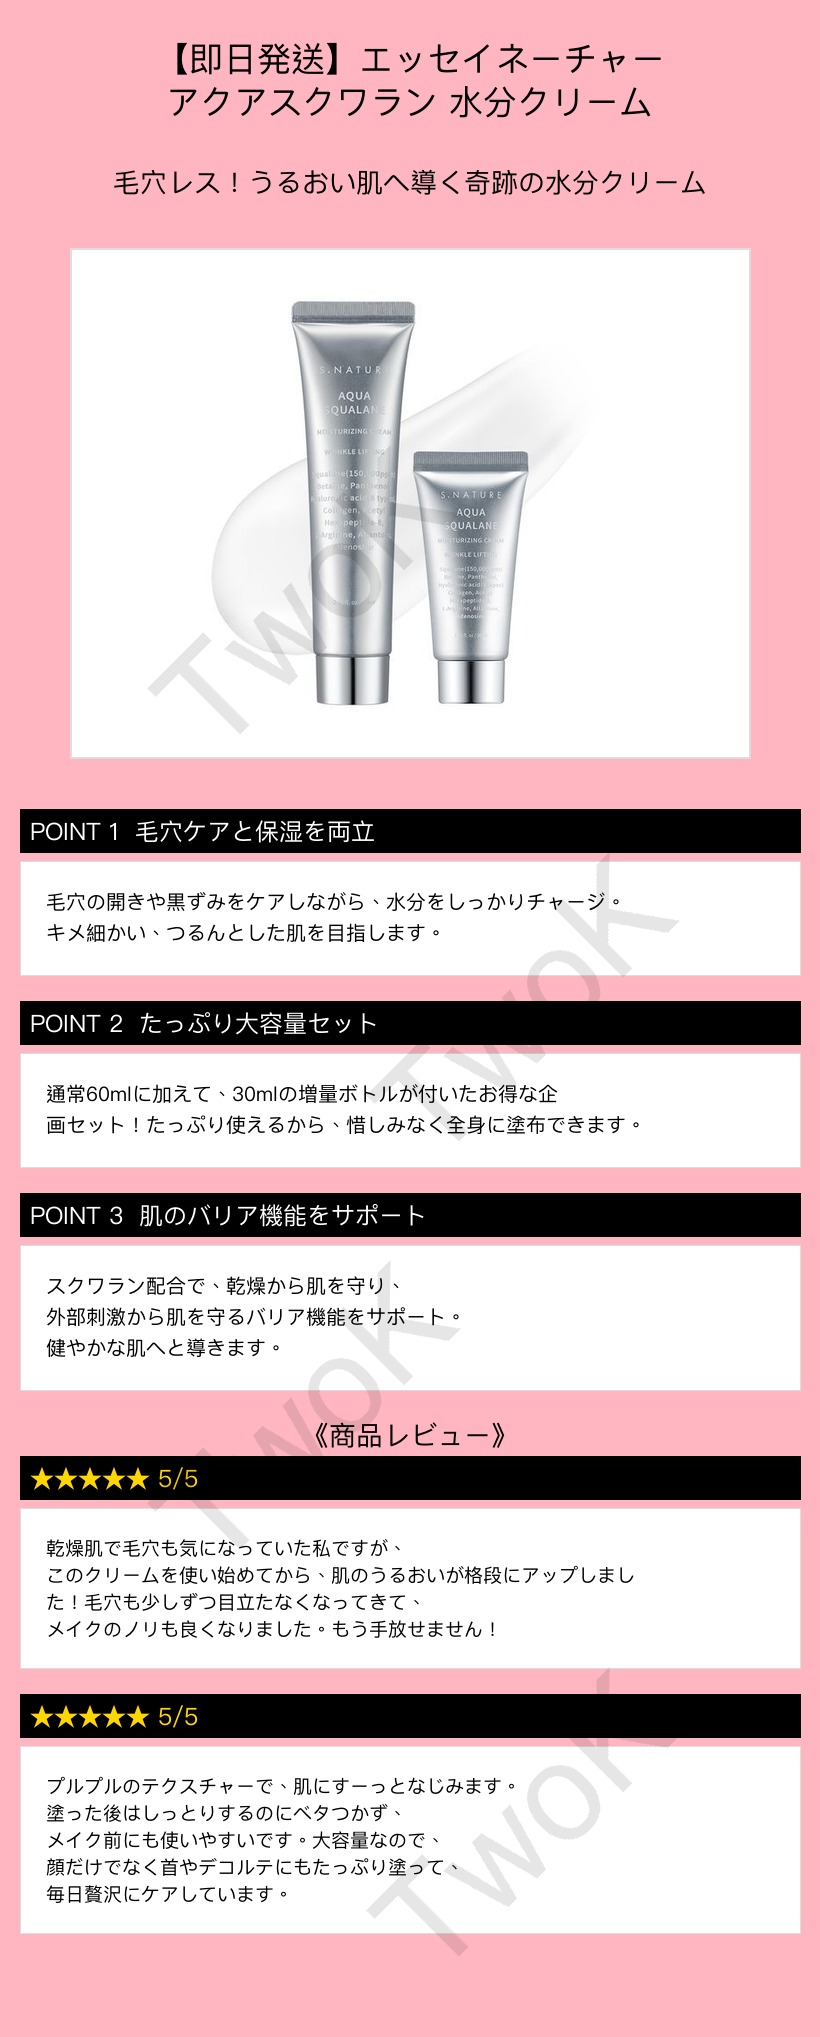 【即日発送】エッセイネーチャー
アクアスクワラン 水分クリーム
毛穴レス！うるおい肌へ導く奇跡の水分クリーム
S.NATUR
AQUA
SQUALANE
MOISTURIZING CREAM
WRINKLE LIFTING
Squalane(150,000ppm)
Betaine, Panthenol
Hyaluronic acid(8 types)
Collagen, Acetyl
Hexapeptide-8,
L-Arginine, Allantoin,
Adenosine
S.NATURE
AQUA
SQUALANE
MOISTURIZING CREAM
WRINKLE LIFTING
Squalane(150,000ppm)
Betaine, Panthenol,
Hyaluronic acid(8 types)
Collagen, Acetyl
Hexapeptide-8,
L-Arginine, Allantoin,
Adenosine
TwoK
POINT 1 毛穴ケアと保湿を両立
毛穴の開きや黒ずみをケアしながら、水分をしっかりチャージ。
キメ細かい、つるんとした肌を目指します。
TwoK
POINT 2 たっぷり大容量セット
通常60mlに加えて、30mlの増量ボトルが付いたお得な企
画セット！たっぷり使えるから、惜しみなく全身に塗布できます。
POINT 3 肌のバリア機能をサポート
スクワラン配合で、乾燥から肌を守り、
外部刺激から肌を守るバリア機能をサポート。
健やかな肌へと導きます。
TwoK
《商品レビュー》
★★★★★ 5/5
乾燥肌で毛穴も気になっていた私ですが、
このクリームを使い始めてから、肌のうるおいが格段にアップしまし
た！毛穴も少しずつ目立たなくなってきて、
メイクのノリも良くなりました。もう手放せません！
★★★★★ 5/5
プルプルのテクスチャーで、肌にすーっとなじみます。
塗った後はしっとりするのにベタつかず、
メイク前にも使いやすいです。大容量なので、
顔だけでなく首やデコルテにもたっぷり塗って、
毎日贅沢にケアしています。
TwoK